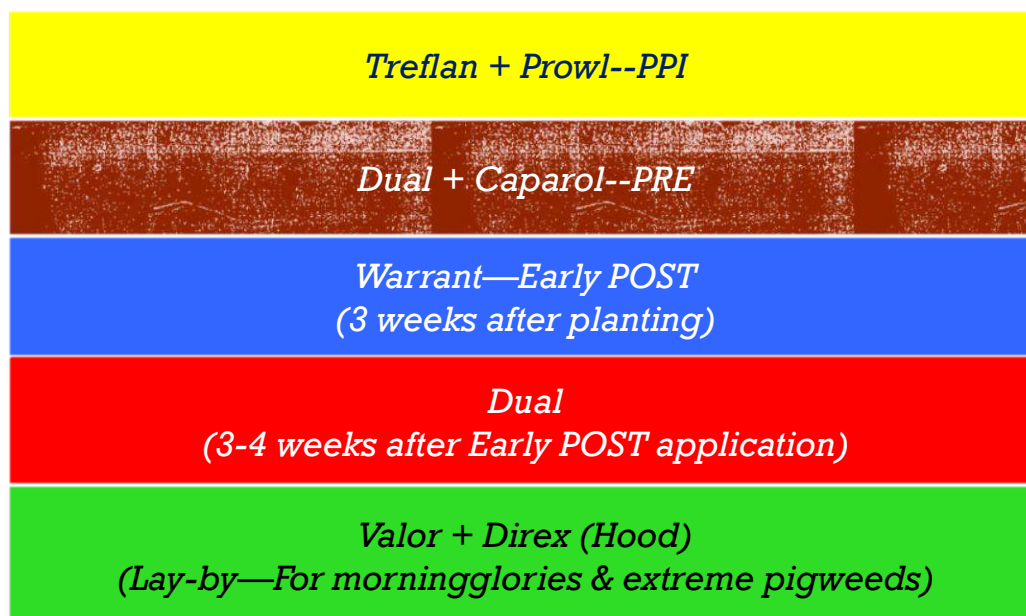 Treflan + Prowl--PPI
Dual + Caparol--PRE
Warrant—Early POST
(3 weeks after planting)
Dual
(3-4 weeks after Early POST application)
Valor + Direx (Hood)
(Lay-by—For morningglories & extreme pigweeds)